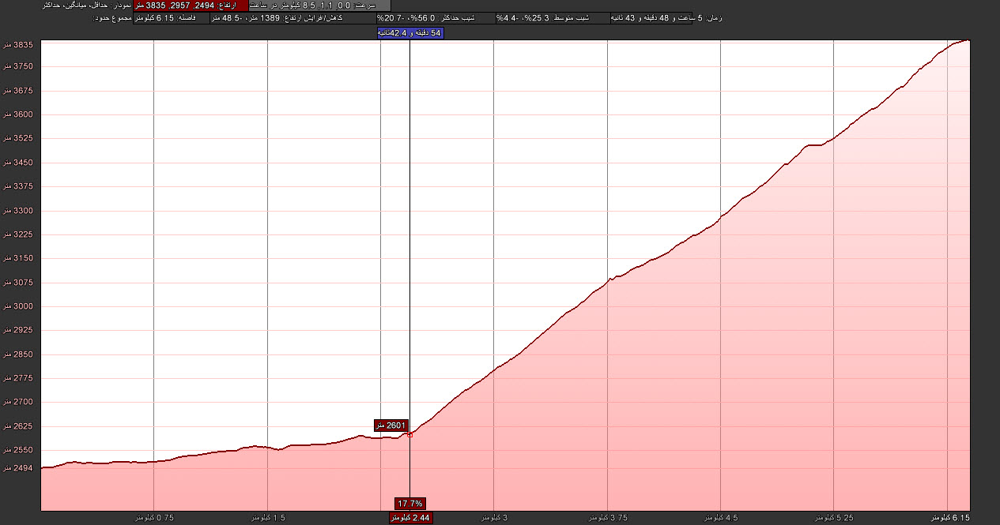 نمودار: حداقل، میانگین، حداکثر ارتفاع: 2494, 2957, 3835 متر سرعت: 0.0, 1.1, 8.5 کیلومتر در ساعت
مجموع حدود: فاصله: 6.15 کیلومتر کاهش/افزایش ارتفاع: 1389 متر، -48.5 متر شیب حداکثر: 56.0%، -20.7% شیب متوسط: 25.3%، -4.4% زمان: 5 ساعت و 48 دقیقه و 43 ثانیه
54 دقیقه و 42.4ثانیه
3835 متر
3750 متر
3675 متر
3600 متر
3525 متر
3450 متر
3375 متر
3300 متر
3225 متر
3150 متر
3075 متر
3000 متر
2925 متر
2850 متر
2775 متر
2700 متر
2625 متر
2601 متر
2550 متر
2494 متر
17.7%
0.75 کیلومتر
1.5 کیلومتر
2.44 کیلومتر
3 کیلومتر
3.75 کیلومتر
4.5 کیلومتر
5.25 کیلومتر
6.15 کیلومتر